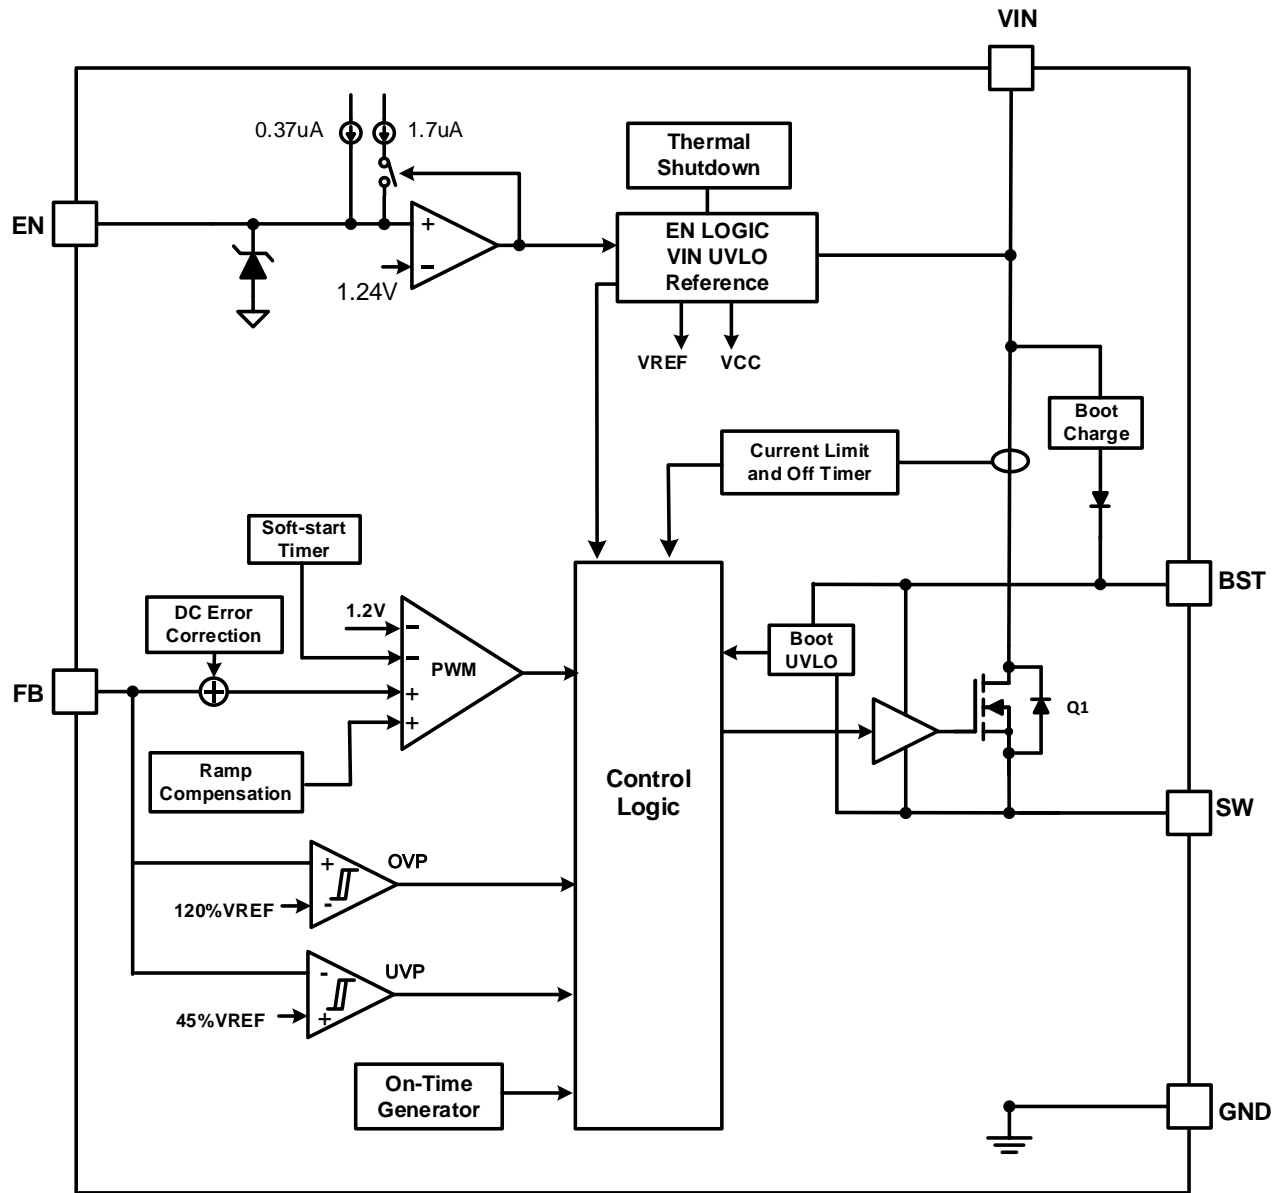 VIN
0.37uA
1.7uA
Thermal
Shutdown
EN
+
-
1.24V
EN LOGIC
VIN UVLO
Reference
VREF
VCC
Boot
Charge
Current Limit
and Off Timer
Soft-start
Timer
BST
DC Error
Correction
1.2V
-
-
PWM
+
+
Boot
UVLO
FB
Q1
Ramp
Compensation
Control
Logic
SW
OVP
+
-
120%VREF
UVP
-
+
45%VREF
On-Time
Generator
GND